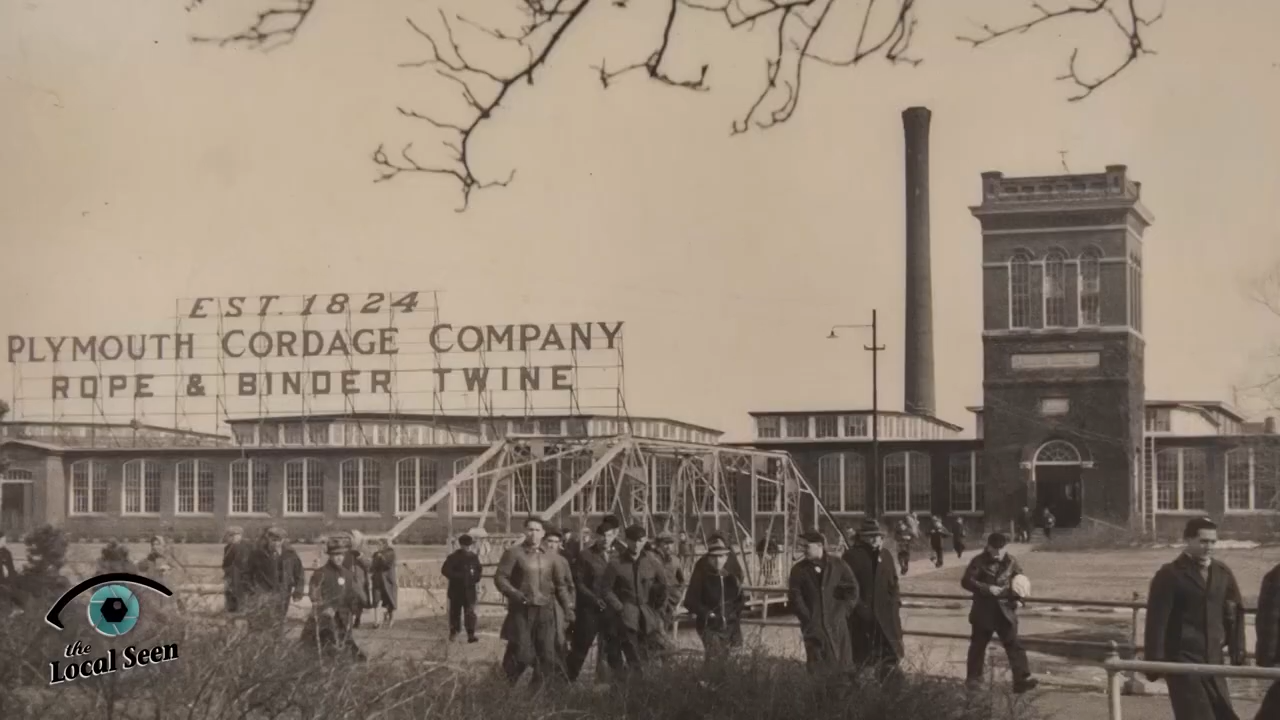 EST. 1824
PLYMOUTH CORDAGE COMPANY
ROPE & BINDER TWINE
the
Local Seen